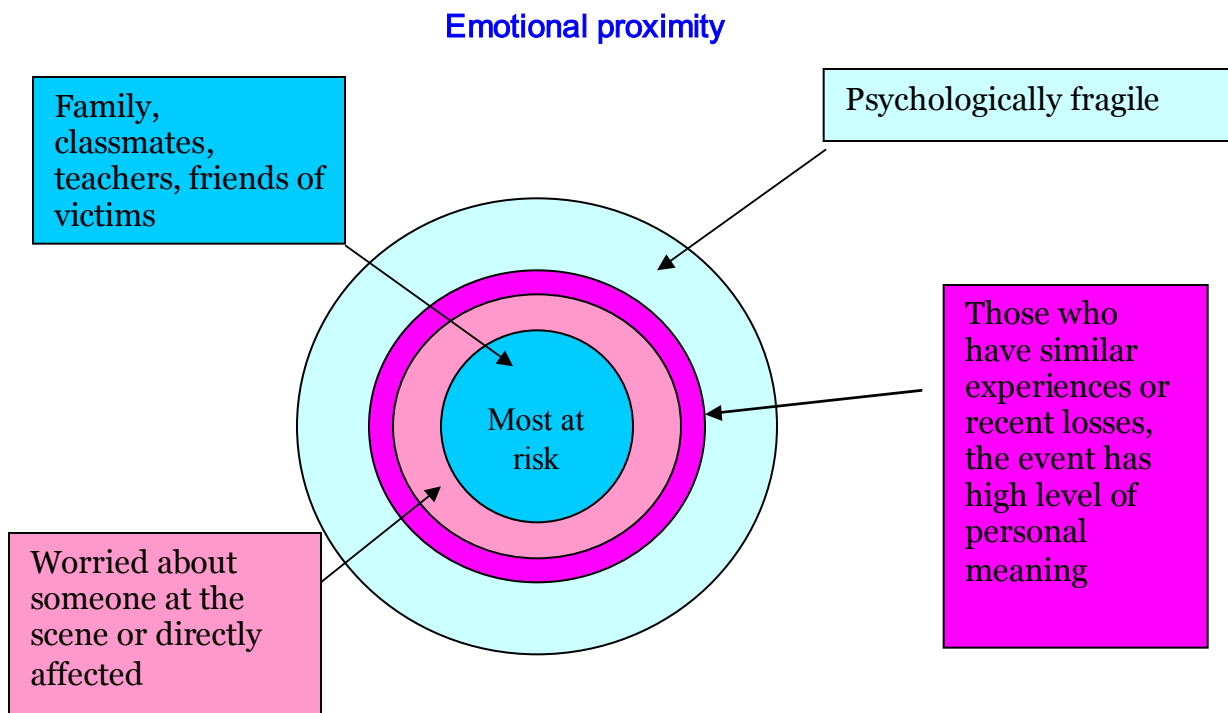 Emotional proximity
Family,
classmates,
teachers, friends of
victims
Psychologically fragile
Most at
risk
Those who
have similar
experiences or
recent losses,
the event has
high level of
personal
meaning
Worried about
someone at the
scene or directly
affected